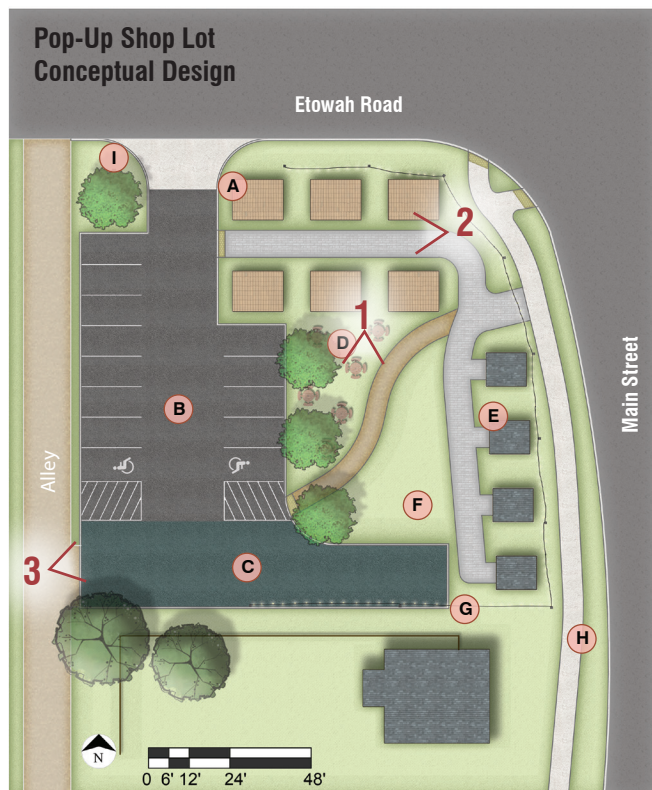 Pop-Up Shop Lot
Conceptual Design
Etowah Road
I
A
2
1
D
B
E
Main Street
Alley
F
3
C
G
H
N
0 6' 12' 24' 48'